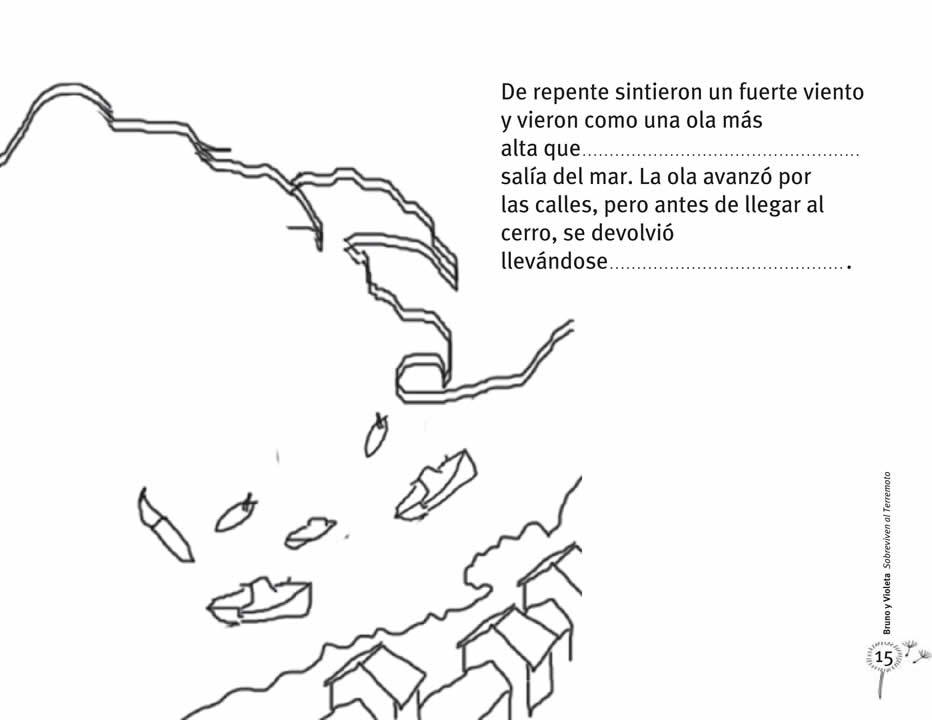 De repente sintieron un fuerte viento
y vieron como una ola más
alta que..................................................
salía del mar. La ola avanzó por
las calles, pero antes de llegar al
cerro, se devolvió
llevándose.......................................... .
Bruno y Violeta Sobreviven al Terremoto
15